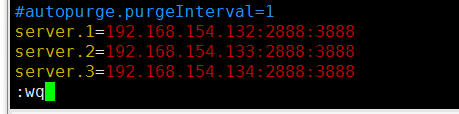 #autopurge.purgeInterval=1
server.1=192.168.154.132:2888:3888
server.2=192.168.154.133:2888:3888
server.3=192.168.154.134:2888:3888
:wq